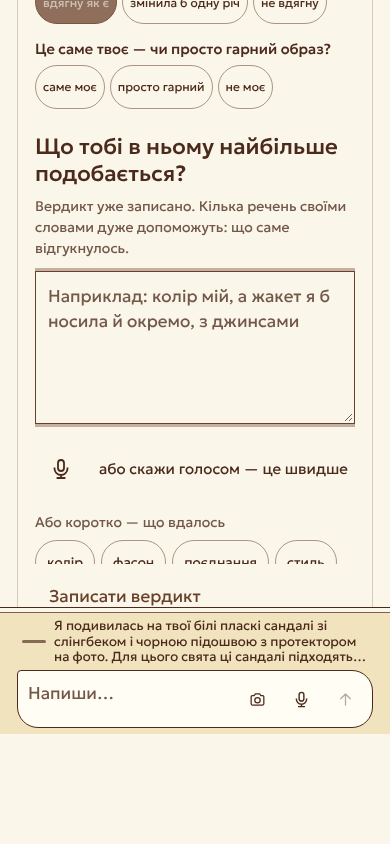 вдягну як є
змінила б одну річ
не вдягну
Це саме твоє — чи просто гарний образ?
саме моє
просто гарний
не моє
Що тобі в ньому найбільше
подобається?
Вердикт уже записано. Кілька речень своїми
словами дуже допоможуть: що саме
відгукнулось.
Наприклад: колір мій, а жакет я б
носила й окремо, з джинсами
або скажи голосом — це швидше
Або коротко — що вдалось
колір
фасон
поєднання
стиль
Записати вердикт
Я подивилась на твої білі пласкі сандалі зі
слінгбеком і чорною підошвою з протектором
на фото. Для цього свята ці сандалі підходять…
Напиши…